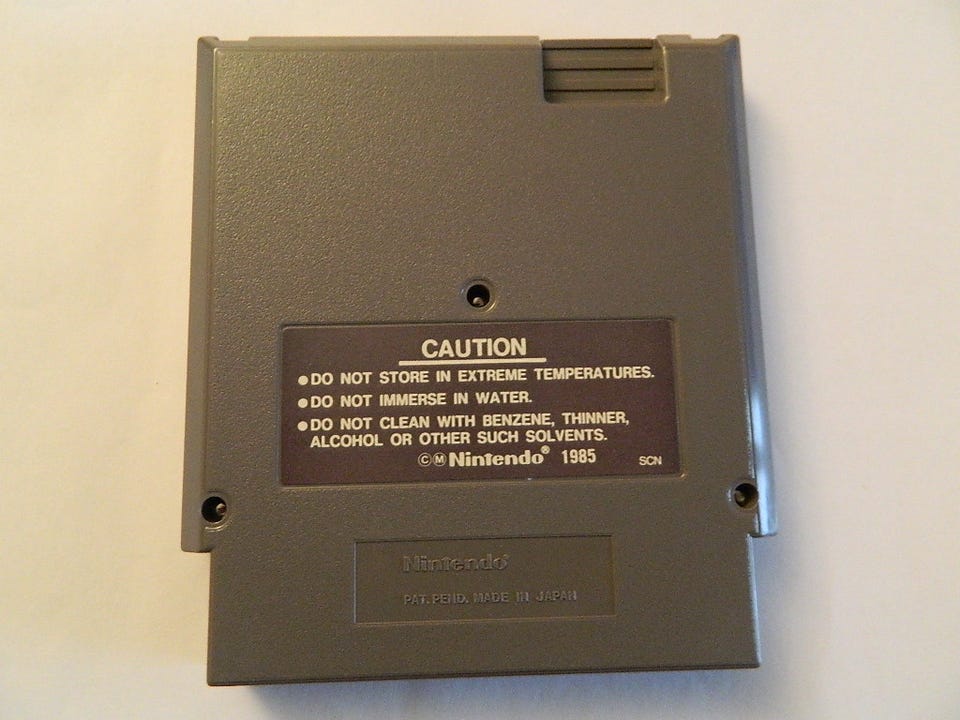 CAUTION
●DO NOT STORE IN EXTREME TEMPERATURES.
●DO NOT IMMERSE IN WATER.
●DO NOT CLEAN WITH BENZENE, THINNER,
ALCOHOL OR OTHER SUCH SOLVENTS.
ⒸⓂNintendo® 1985 SCN
Nintendo®
PAT. PEND. MADE IN JAPAN